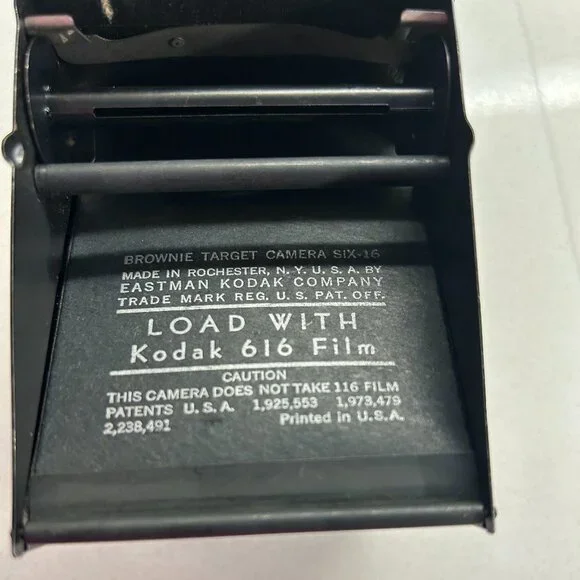 BROWNIE TARGET CAMERA SIX-16
MADE IN ROCHESTER, N. Y. U. S. A. BY
EASTMAN KODAK COMPANY
TRADE MARK REG. U. S. PAT. OFF.
LOAD WITH
Kodak 616 Film
CAUTION
THIS CAMERA DOES NOT TAKE 116 FILM
PATENTS U. S. A. 1,925,553 1,973,479
2,238,491 Printed in U.S.A.